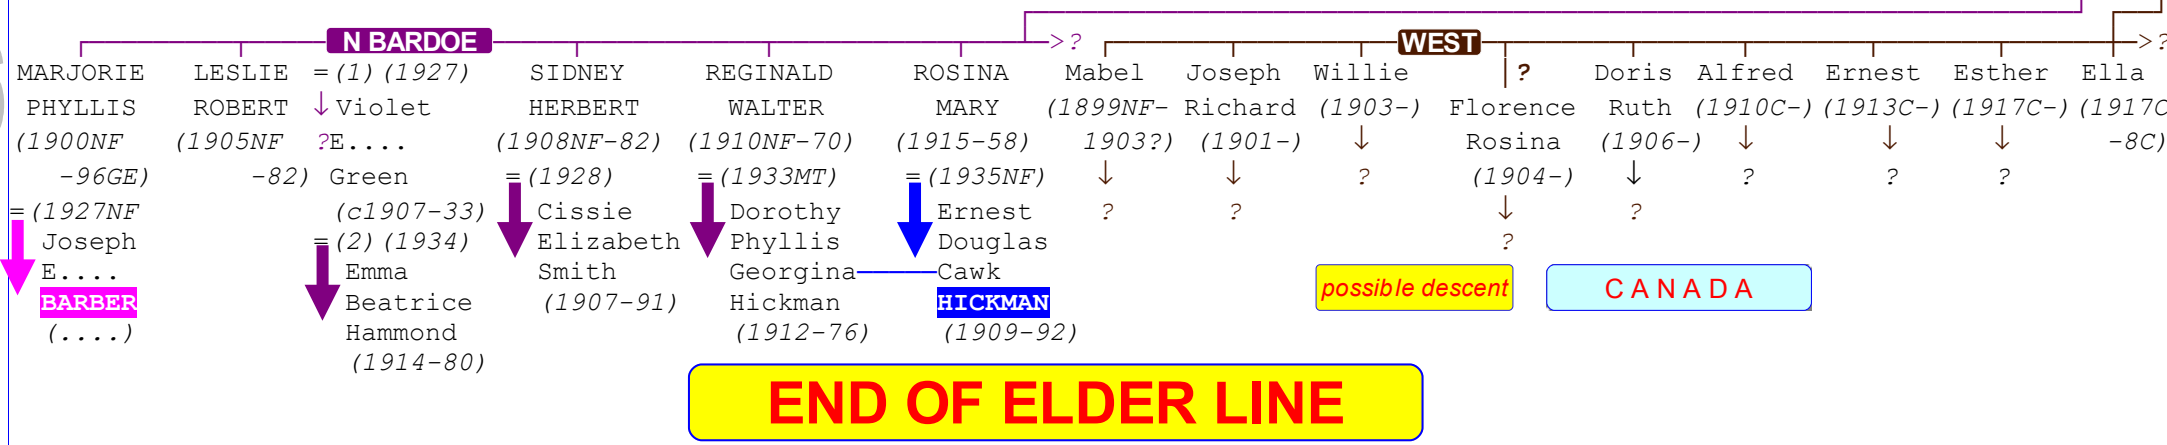 N BARDOE >? WEST >?
MARJORIE LESLIE =(1)(1927) SIDNEY REGINALD ROSINA Mabel Joseph Willie |? Doris Alfred Ernest Esther Ella
PHYLLIS ROBERT ↓Violet HERBERT WALTER MARY (1899NF- Richard (1903-) Florence Ruth (1910C-) (1913C-) (1917C-) (1917C
(1900NF (1905NF ?E.... (1908NF-82) (1910NF-70) (1915-58) 1903?) (1901-) ↓ Rosina (1906-) ↓ ↓ ↓ -8C)
-96GE) -82) Green =(1928) =(1933MT) =(1935NF) ↓ ↓ ? (1904-) ↓ ? ? ?
=(1927NF (c1907-33) Cissie Dorothy Ernest ? ? ↓ ?
Joseph =(2)(1934) Elizabeth Phyllis Douglas ?
E.... Emma Smith Georgina Cawk
BARBER Beatrice (1907-91) Hickman HICKMAN possible descent CANADA
(....) Hammond (1912-76) (1909-92)
(1914-80)
END OF ELDER LINE